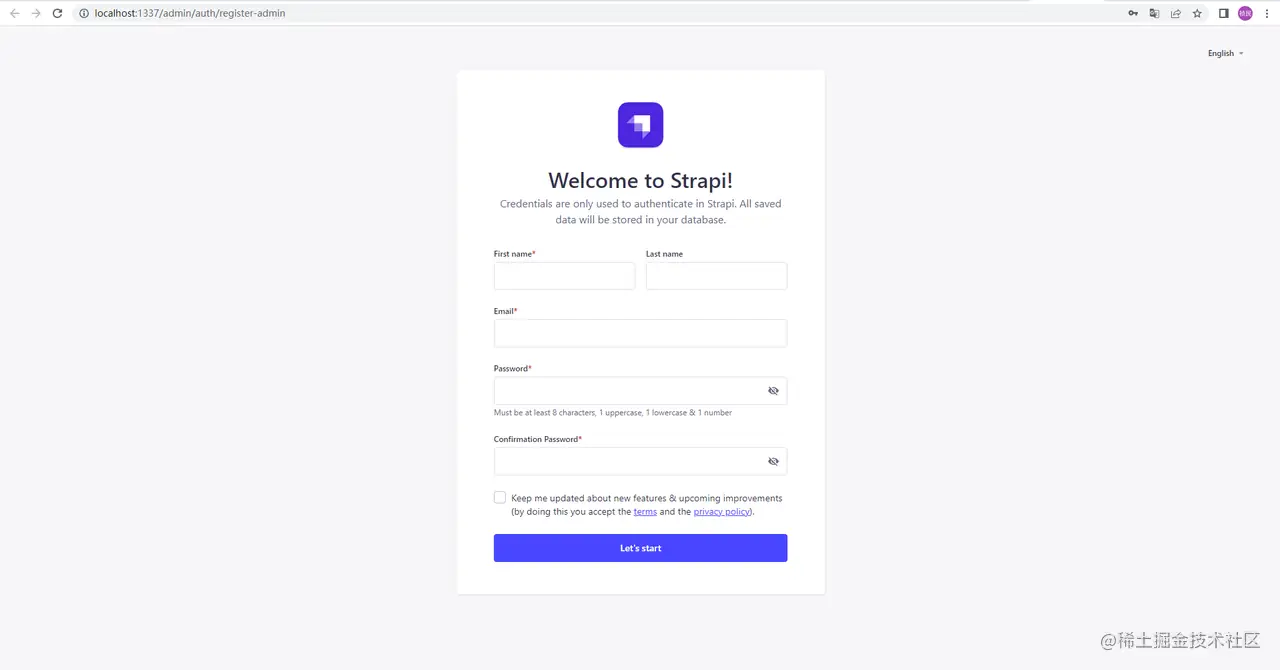 localhost:1337/admin/auth/register-admin
English
Welcome to Strapi!
Credentials are only used to authenticate in Strapi. All saved
data will be stored in your database.
First name*
Last name
Email*
Password*
Must be at least 8 characters, 1 uppercase, 1 lowercase & 1 number
Confirmation Password*
Keep me updated about new features & upcoming improvements
(by doing this you accept the terms and the privacy policy).
Let's start
@稀土掘金技术社区